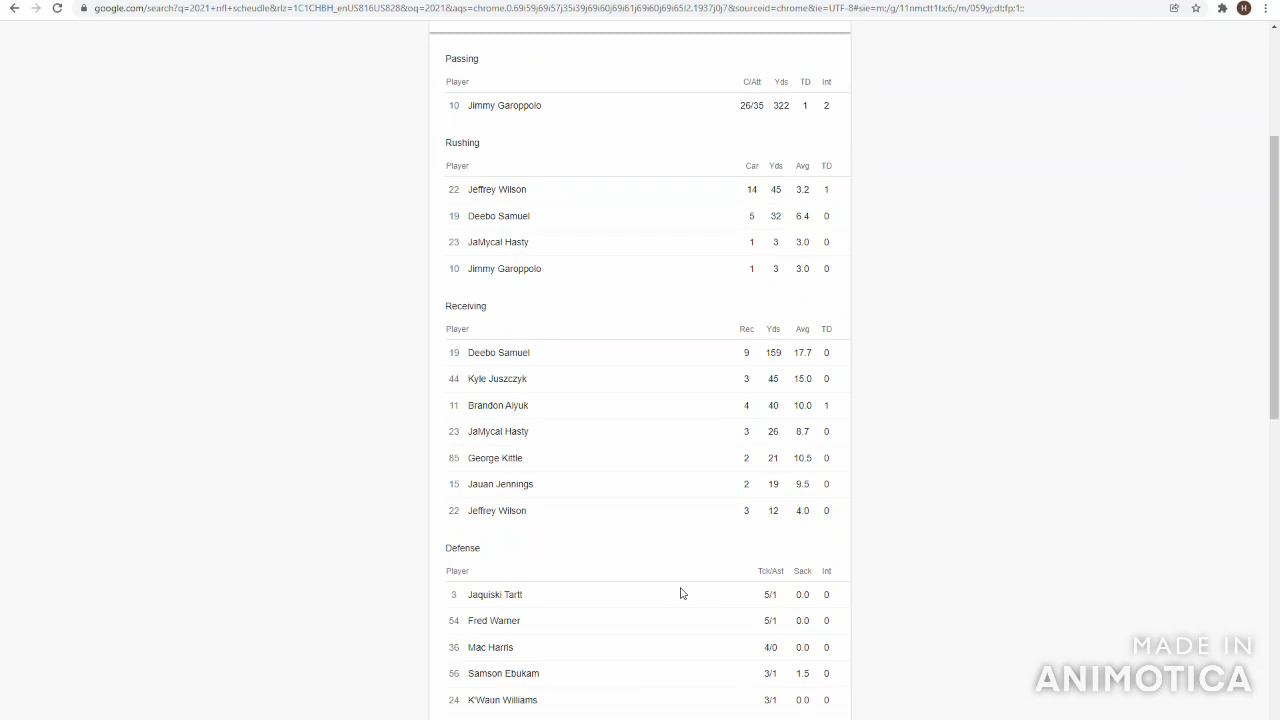 google.com/search?q=2021+nfl+scheudle&rlz=1C1CHBH_enUS816US828&oq=2021&aqs=chrome.0.69i59j69i57j35i39j69i60j69i61j69i60j69i65l2.1937j0j7&sourceid=chrome&ie=UTF-8#sie=m;/g/11nmctt1tx;6;/m/059yj;dt;fp;1;;
H
Passing
Player C/Att Yds TD Int
10 Jimmy Garoppolo 26/35 322 1 2
Rushing
Player Car Yds Avg TD
22 Jeffrey Wilson 14 45 3.2 1
19 Deebo Samuel 5 32 6.4 0
23 JaMycal Hasty 1 3 3.0 0
10 Jimmy Garoppolo 1 3 3.0 0
Receiving
Player Rec Yds Avg TD
19 Deebo Samuel 9 159 17.7 0
44 Kyle Juszczyk 3 45 15.0 0
11 Brandon Aiyuk 4 40 10.0 1
23 JaMycal Hasty 3 26 8.7 0
85 George Kittle 2 21 10.5 0
15 Jauan Jennings 2 19 9.5 0
22 Jeffrey Wilson 3 12 4.0 0
Defense
Player Tck/Ast Sack Int
3 Jaquiski Tartt 5/1 0.0 0
54 Fred Warner 5/1 0.0 0
36 Mac Harris 4/0 0.0 0
56 Samson Ebukam 3/1 1.5 0
24 K'Waun Williams 3/1 0.0 0
MADE IN
ANIMOTICA